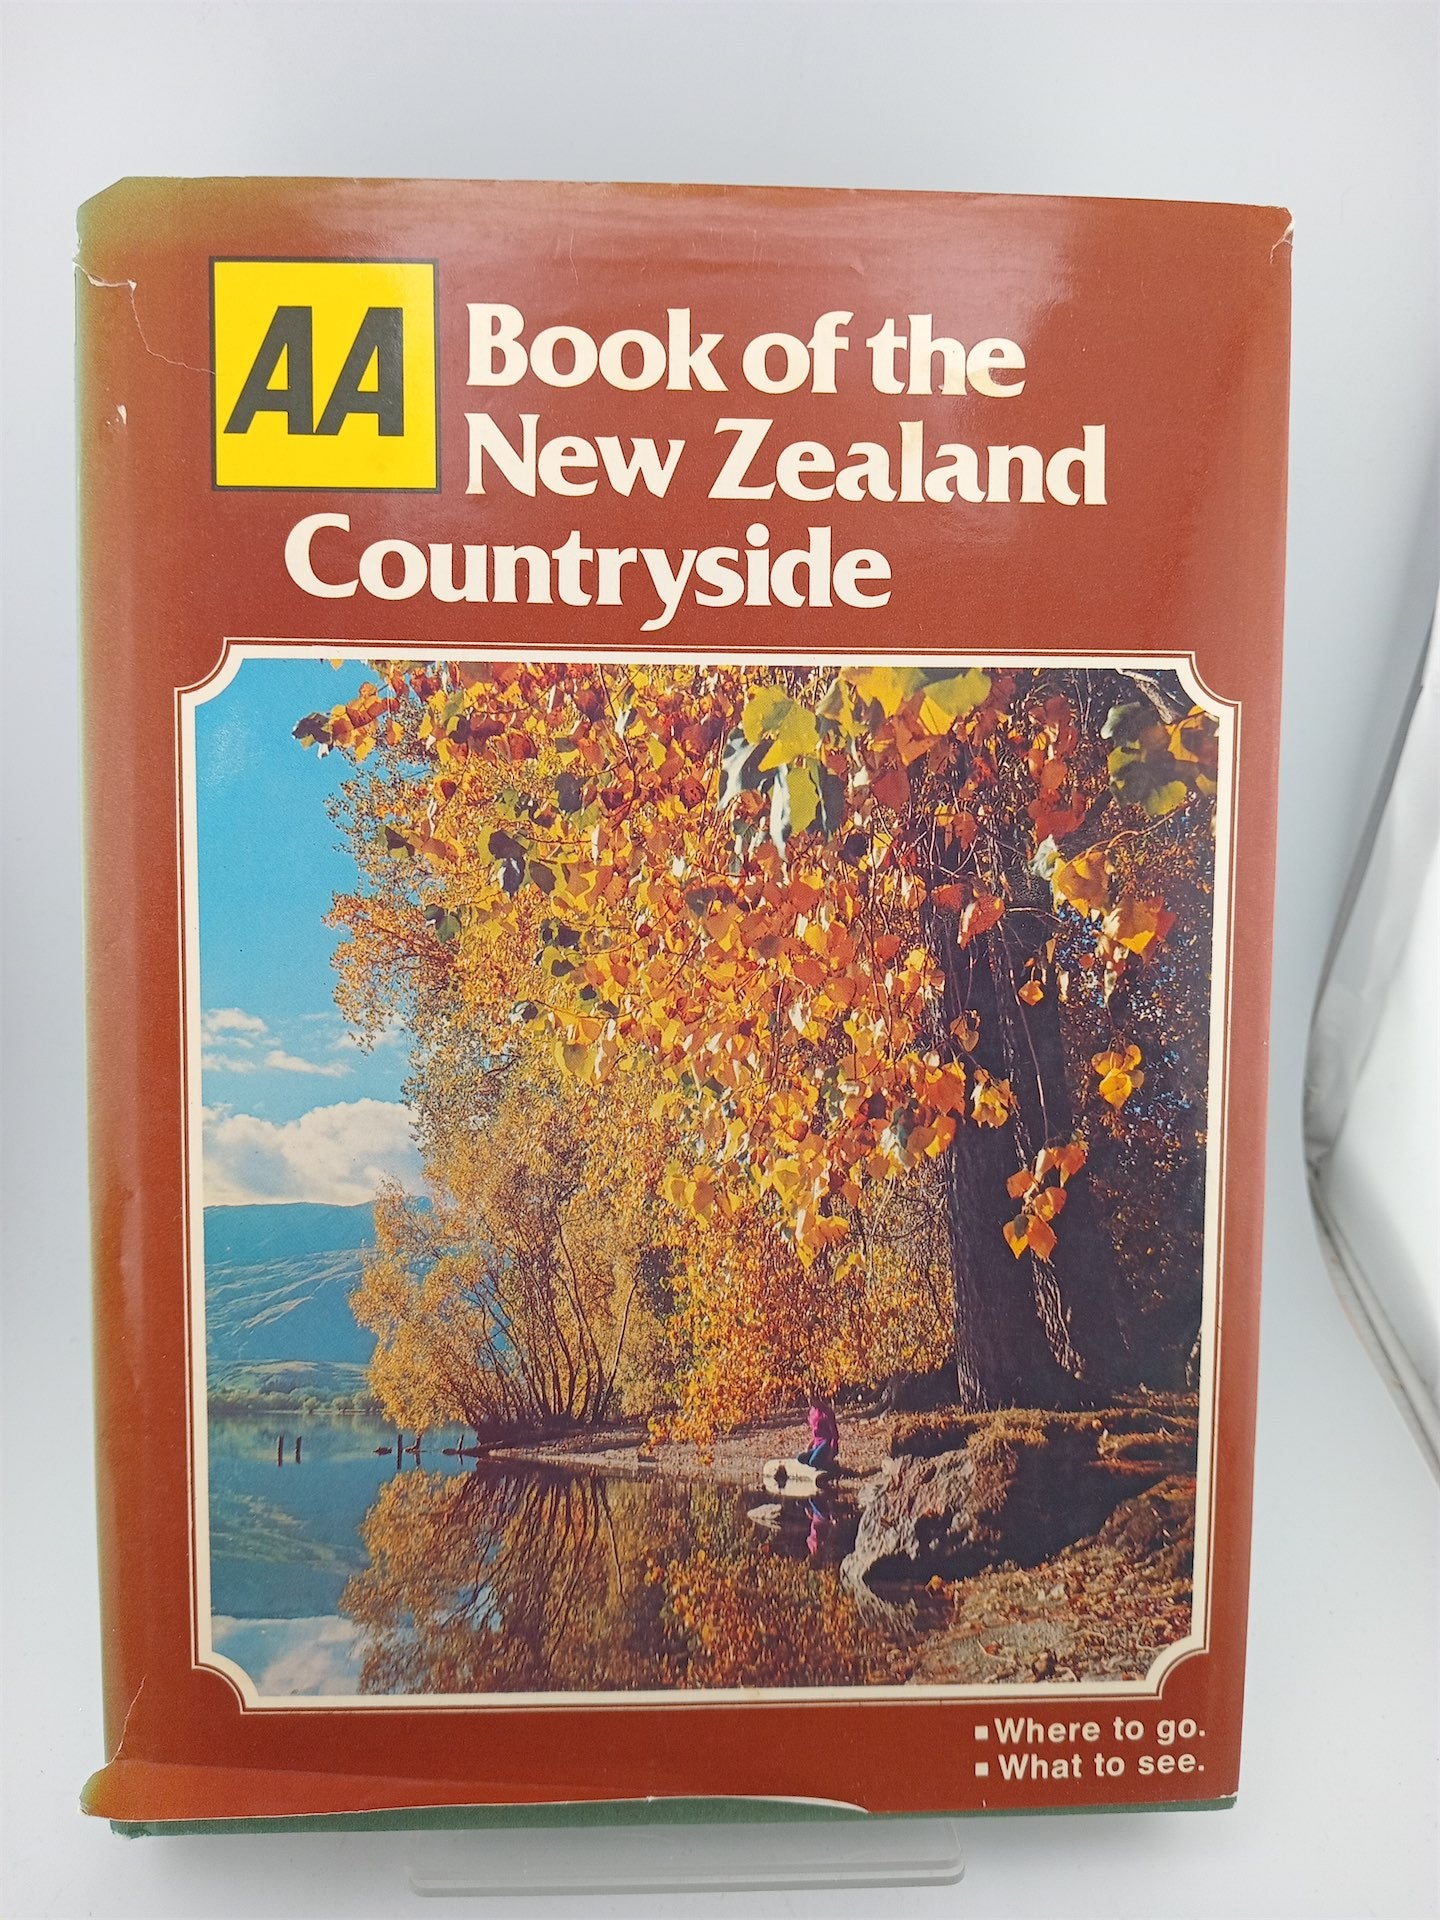 AA
Book of the
New Zealand
Countryside
▪ Where to go.
▪ What to see.